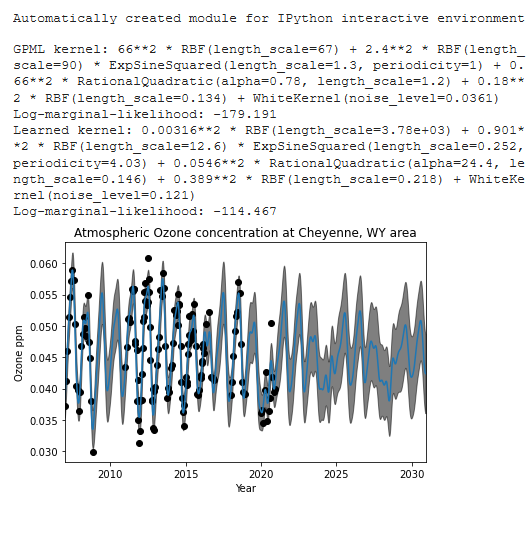 Automatically created module for IPython interactive environment
GPML kernel: 66**2 * RBF(length_scale=67) + 2.4**2 * RBF(length_
scale=90) * ExpSineSquared(length_scale=1.3, periodicity=1) + 0.
66**2 * RationalQuadratic(alpha=0.78, length_scale=1.2) + 0.18**
2 * RBF(length_scale=0.134) + WhiteKernel(noise_level=0.0361)
Log-marginal-likelihood: -179.191
Learned kernel: 0.00316**2 * RBF(length_scale=3.78e+03) + 0.901*
*2 * RBF(length_scale=12.6) * ExpSineSquared(length_scale=0.252,
periodicity=4.03) + 0.0546**2 * RationalQuadratic(alpha=24.4, le
ngth_scale=0.146) + 0.389**2 * RBF(length_scale=0.218) + WhiteKe
rnel(noise_level=0.121)
Log-marginal-likelihood: -114.467
Atmospheric Ozone concentration at Cheyenne, WY area
0.060
0.055
0.050
0.045
0.040
0.035
0.030
Ozone ppm
2010 2015 2020 2025 2030
Year